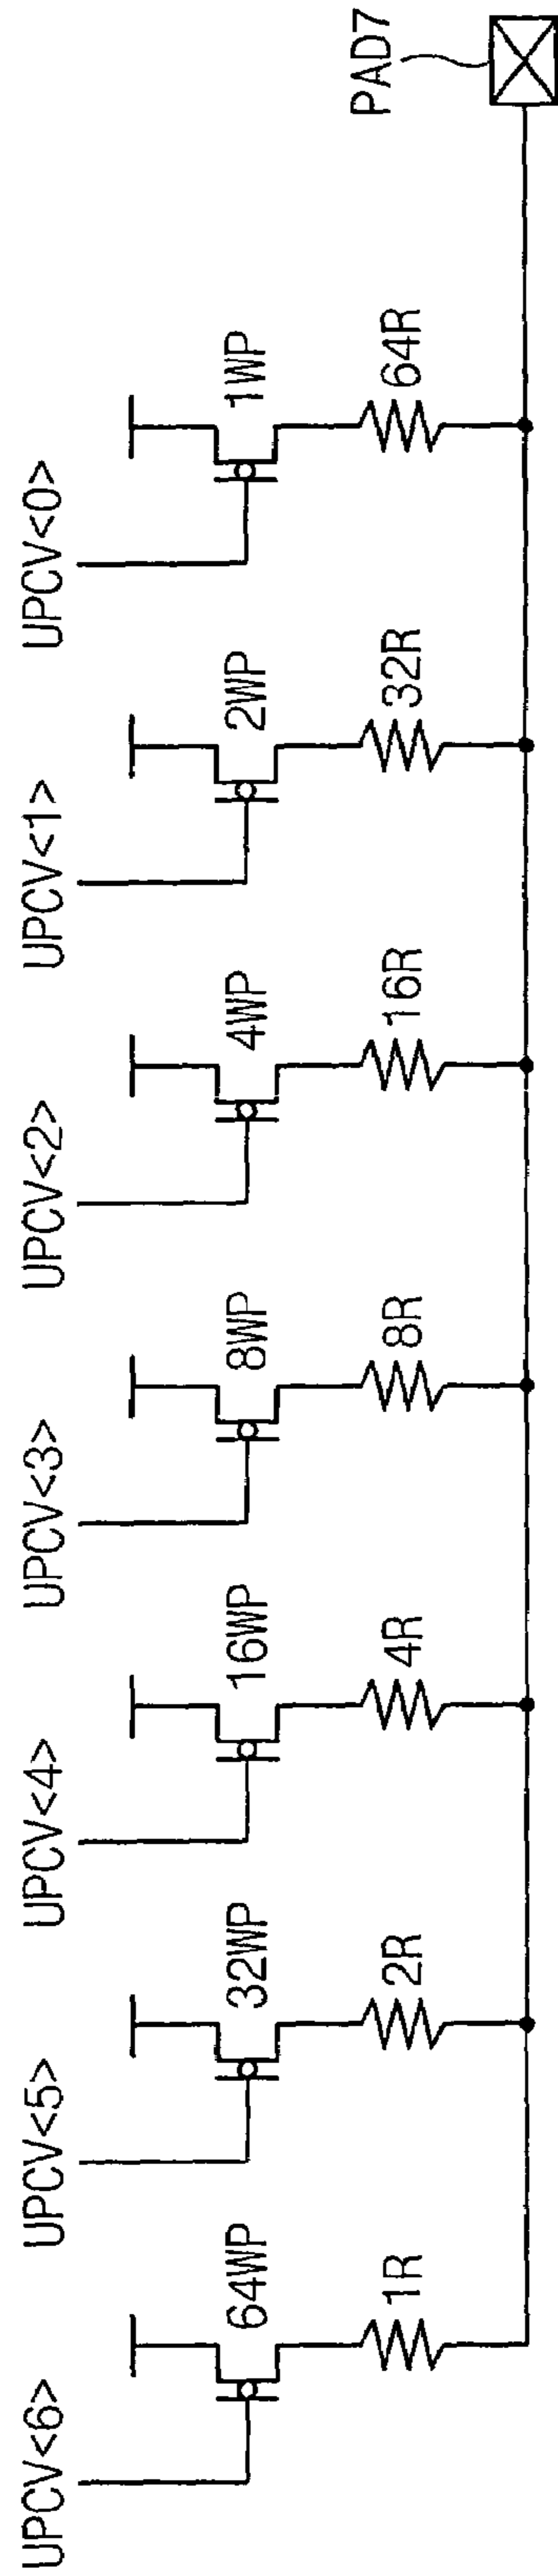 UPCV<6>
UPCV<5>
UPCV<4>
UPCV<3>
UPCV<2>
UPCV<1>
UPCV<0>
PAD7
64WP
32WP
16WP
8WP
4WP
2WP
1WP
1R
2R
4R
8R
16R
32R
64R